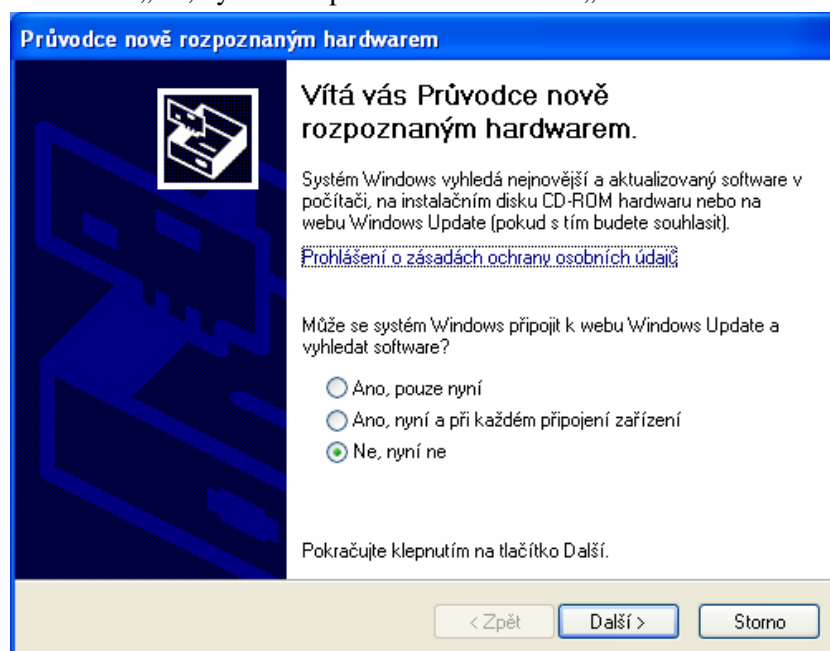 Průvodce nově rozpoznaným hardwarem
Vítá vás Průvodce nově
rozpoznaným hardwarem.
Systém Windows vyhledá nejnovější a aktualizovaný software v
počítači, na instalačním disku CD-ROM hardwaru nebo na
webu Windows Update (pokud s tím budete souhlasit).
Prohlášení o zásadách ochrany osobních údajů
Může se systém Windows připojit k webu Windows Update a
vyhledat software?
Ano, pouze nyní
Ano, nyní a při každém připojení zařízení
Ne, nyní ne
Pokračujte klepnutím na tlačítko Další.
< Zpět Další > Storno